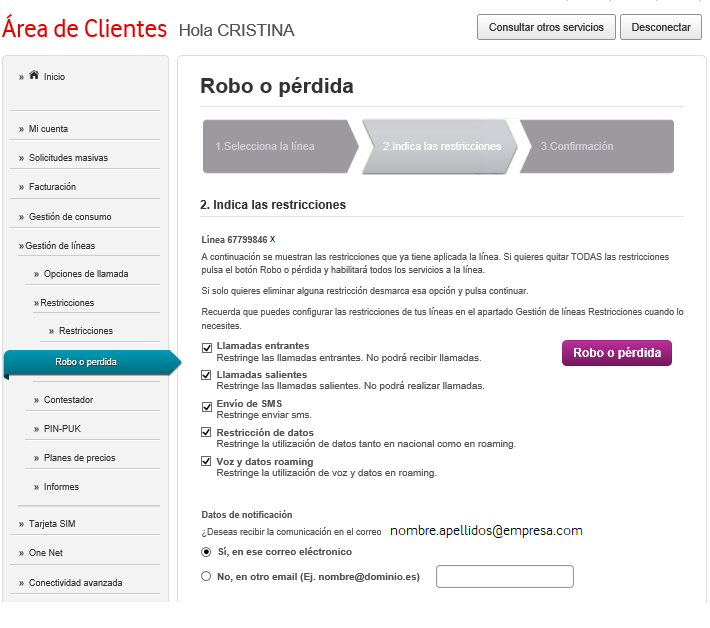 Área de Clientes Hola CRISTINA
Consultar otros servicios
Desconectar
» Inicio
» Mi cuenta
» Solicitudes masivas
» Facturación
» Gestión de consumo
» Gestión de líneas
» Opciones de llamada
» Restricciones
» Restricciones
Robo o perdida
» Contestador
» PIN-PUK
» Planes de precios
» Informes
» Tarjeta SIM
» One Net
» Conectividad avanzada
Robo o pérdida
1.Selecciona la línea
2.Indica las restricciones
3.Confirmación
2. Indica las restricciones
Línea 67799846 x
A continuación se muestran las restricciones que ya tiene aplicada la línea. Si quieres quitar TODAS las restricciones
pulsa el botón Robo o pérdida y habilitará todos los servicios a la línea.
Si solo quieres eliminar alguna restricción desmarca esa opción y pulsa continuar.
Recuerda que puedes configurar las restricciones de tus líneas en el apartado Gestión de líneas Restricciones cuando lo
necesites.
Llamadas entrantes
Restringe las llamadas entrantes. No podrá recibir llamadas.
Robo o pérdida
Llamadas salientes
Restringe las llamadas salientes. No podrá realizar llamadas.
Envío de SMS
Restringe enviar sms.
Restricción de datos
Restringe la utilización de datos tanto en nacional como en roaming.
Voz y datos roaming
Restringe la utilización de voz y datos en roaming.
Datos de notificación
¿Deseas recibir la comunicación en el correo nombre.apellidos@empresa.com
Sí, en ese correo eléctronico
No, en otro email (Ej. nombre@dominio.es)